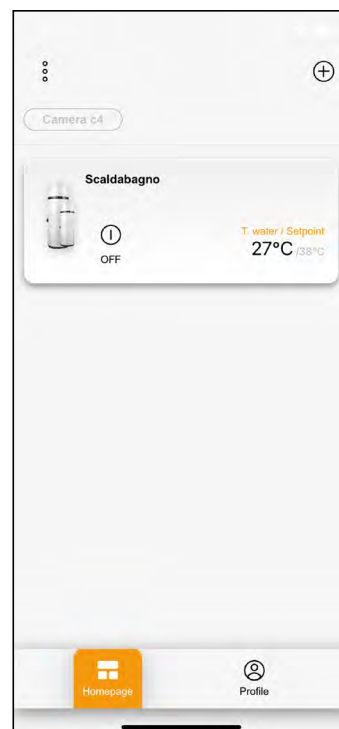 Camera c4
Scaldabagno
OFF
T. water / Setpoint
27°C /38°C
Homepage
Profile